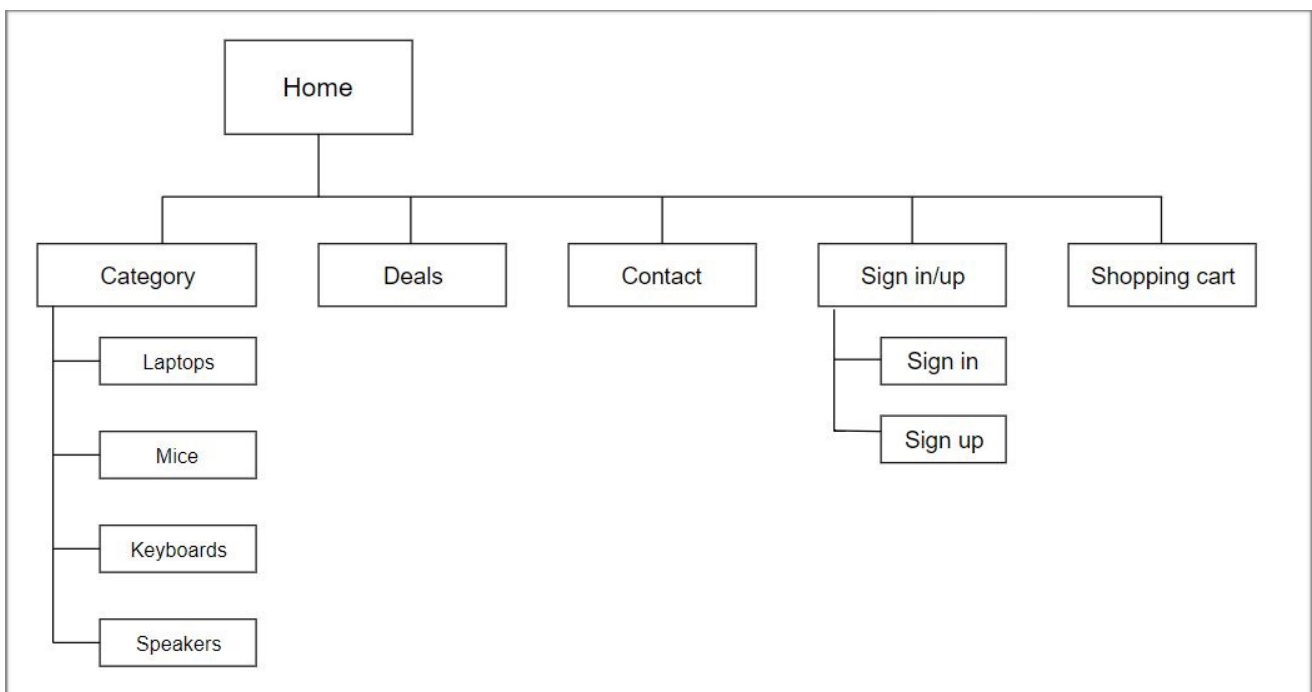 Home
Category
Deals
Contact
Sign in/up
Shopping cart
Laptops
Sign in
Mice
Sign up
Keyboards
Speakers